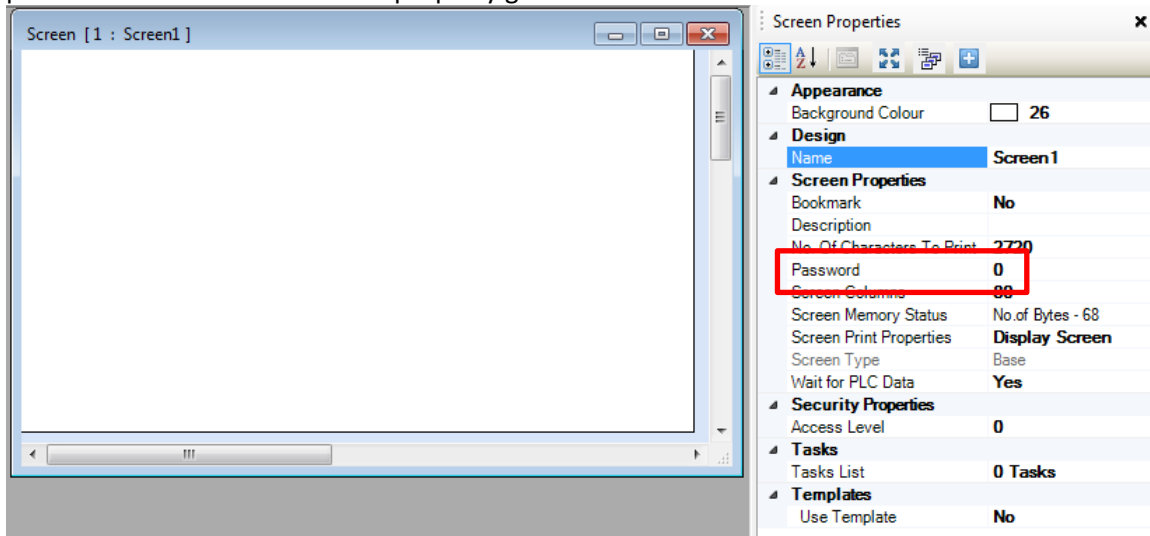 Screen [1 : Screen1 ]
Screen Properties
Appearance
Background Colour 26
Design
Name Screen1
Screen Properties
Bookmark No
Description
No. Of Characters To Print 2720
Password 0
Screen Columns 80
Screen Memory Status No.of Bytes - 68
Screen Print Properties Display Screen
Screen Type Base
Wait for PLC Data Yes
Security Properties
Access Level 0
Tasks
Tasks List 0 Tasks
Templates
Use Template No